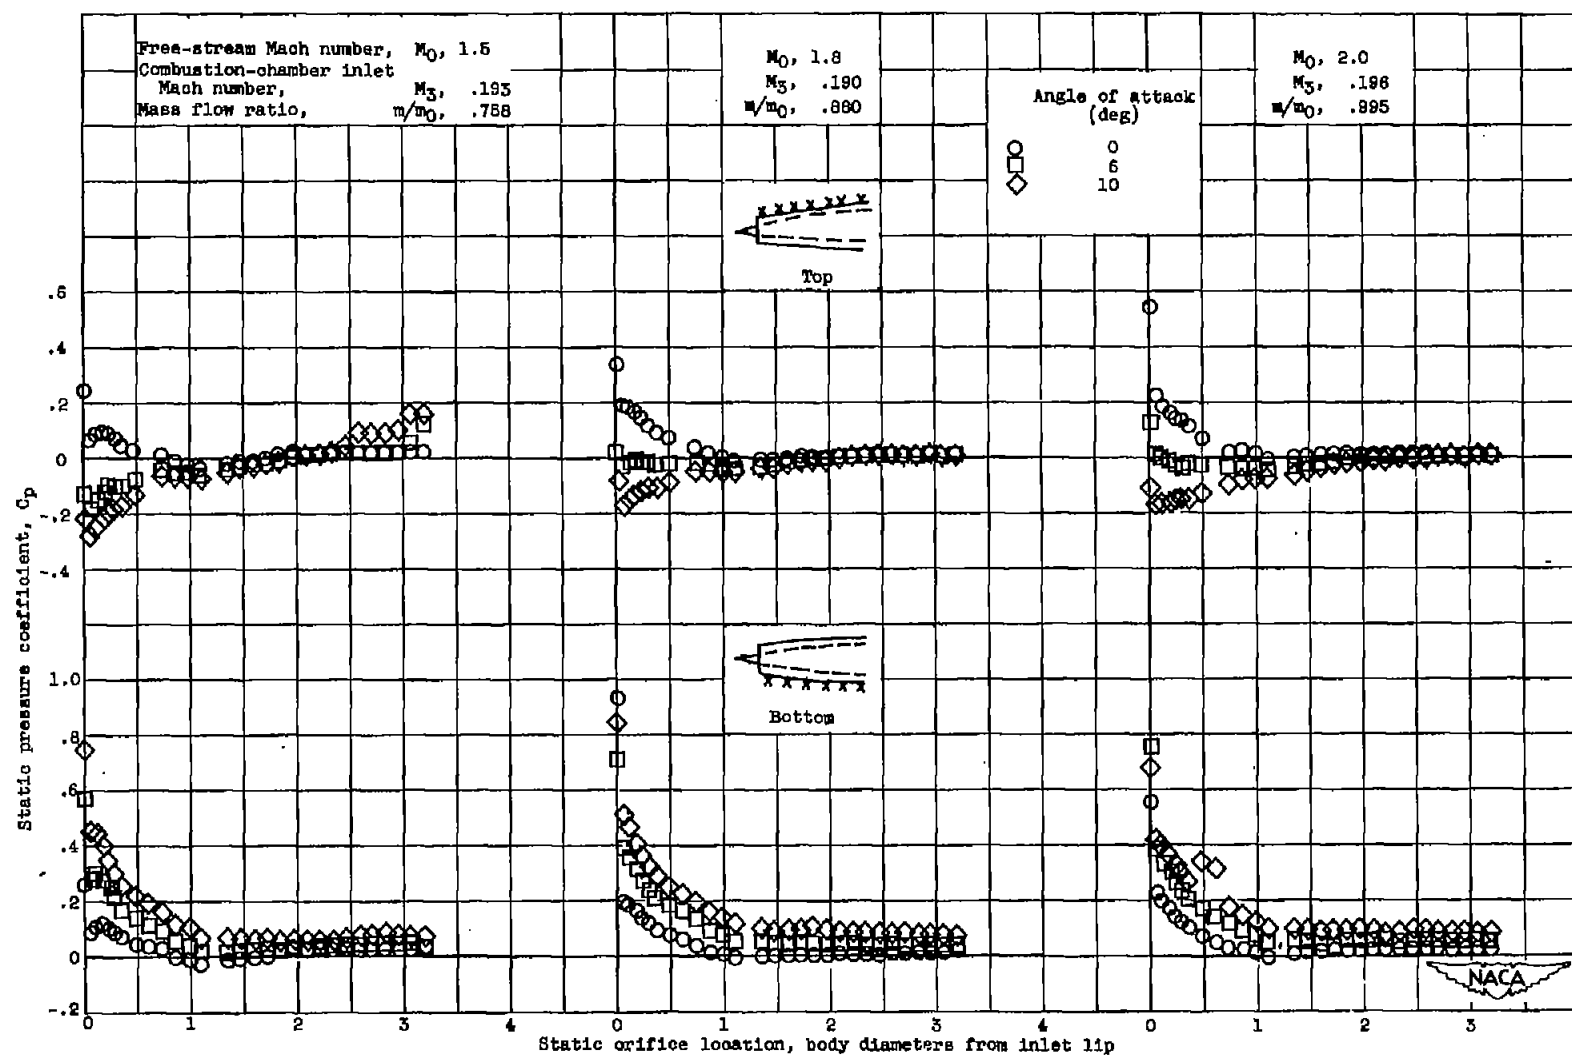 Free-stream Mach number, M0, 1.5
Combustion-chamber inlet
Mach number, M3, .193
Mass flow ratio, m/m0, .758
M0, 1.8
M3, .190
m/m0, .880
Angle of attack
(deg)
0
6
10
M0, 2.0
M3, .196
m/m0, .995
Top
.6
.4
.2
0
-.2
-.4
Static pressure coefficient, Cp
Bottom
1.0
.8
.6
.4
.2
0
-.2
0 1 2 3 4 0 1 2 3 4 0 1 2 3
Static orifice location, body diameters from inlet lip
NACA